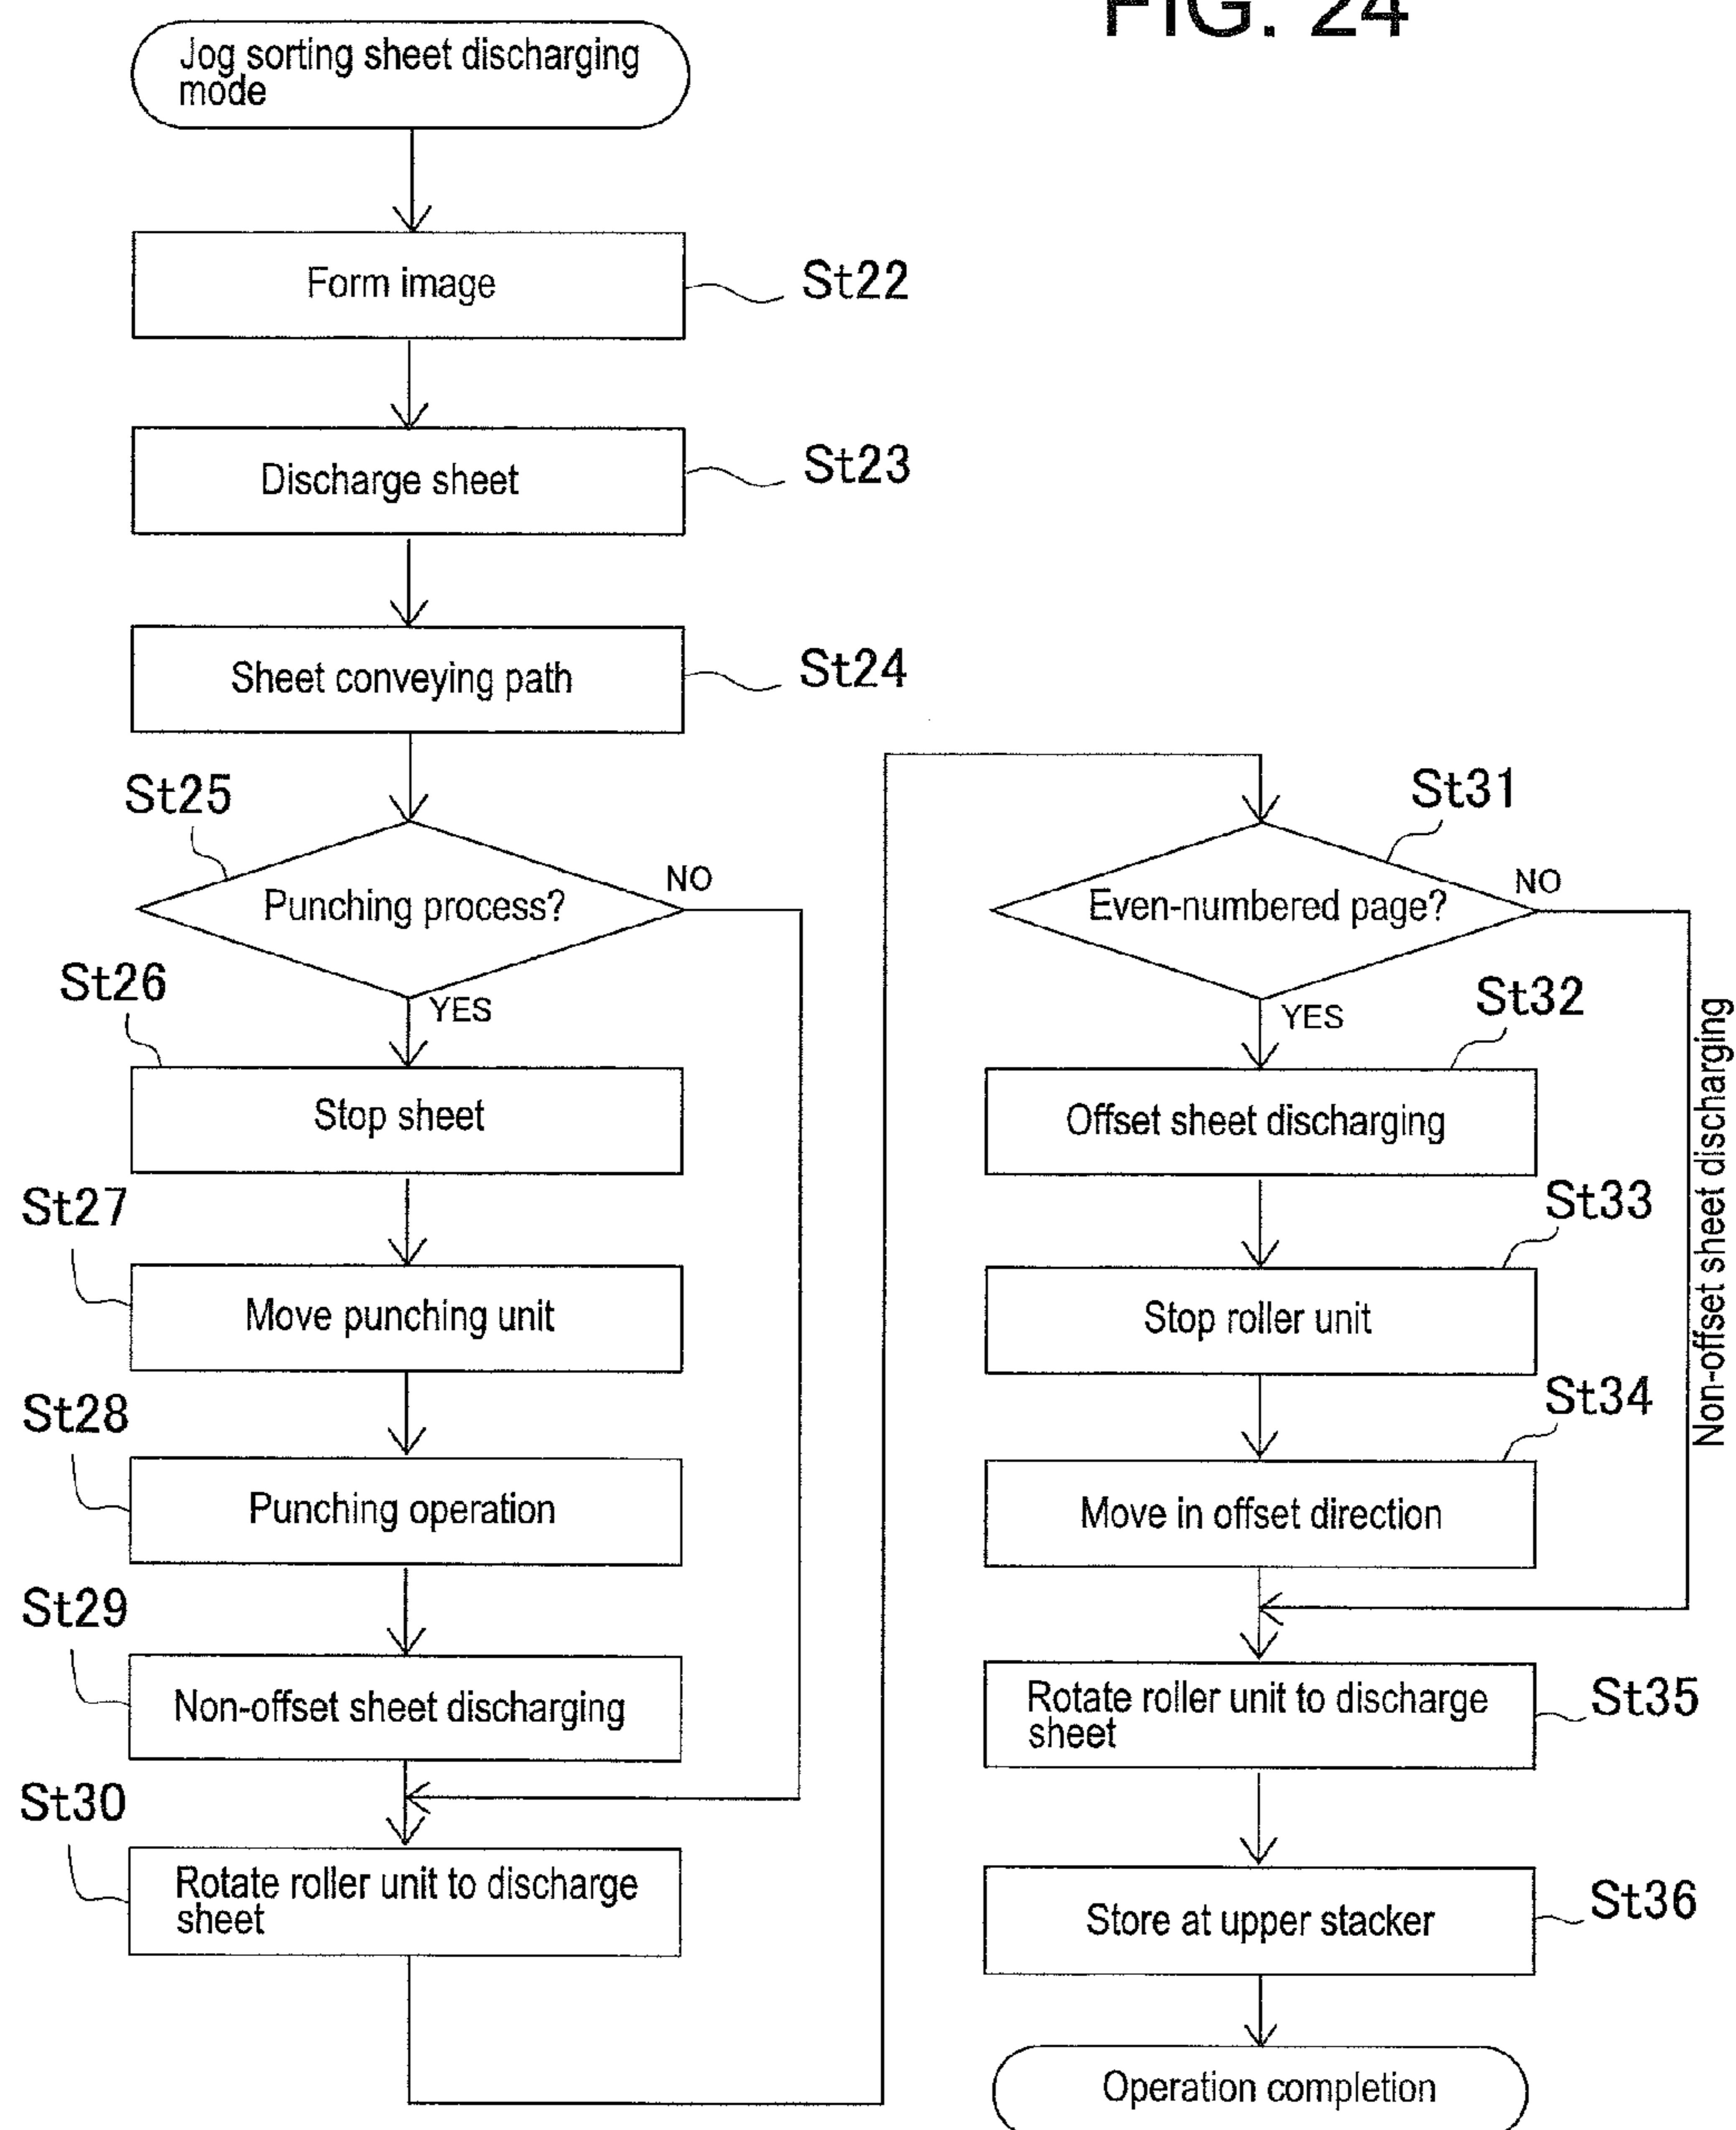 FIG. 24
Jog sorting sheet discharging
mode
Form image
St22
Discharge sheet
St23
Sheet conveying path
St24
St25
Punching process?
NO
YES
St26
Stop sheet
St27
Move punching unit
St28
Punching operation
St29
Non-offset sheet discharging
St30
Rotate roller unit to discharge
sheet
St31
Even-numbered page?
NO
YES
Non-offset sheet discharging
St32
Offset sheet discharging
St33
Stop roller unit
St34
Move in offset direction
Rotate roller unit to discharge
sheet
St35
Store at upper stacker
St36
Operation completion